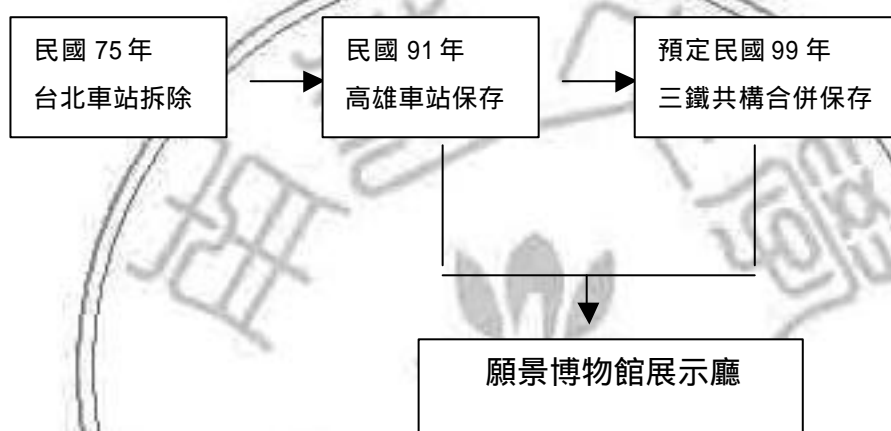 民國 75 年
台北車站拆除
民國 91 年
高雄車站保存
預定民國 99 年
三鐵共構合併保存
願景博物館展示廳